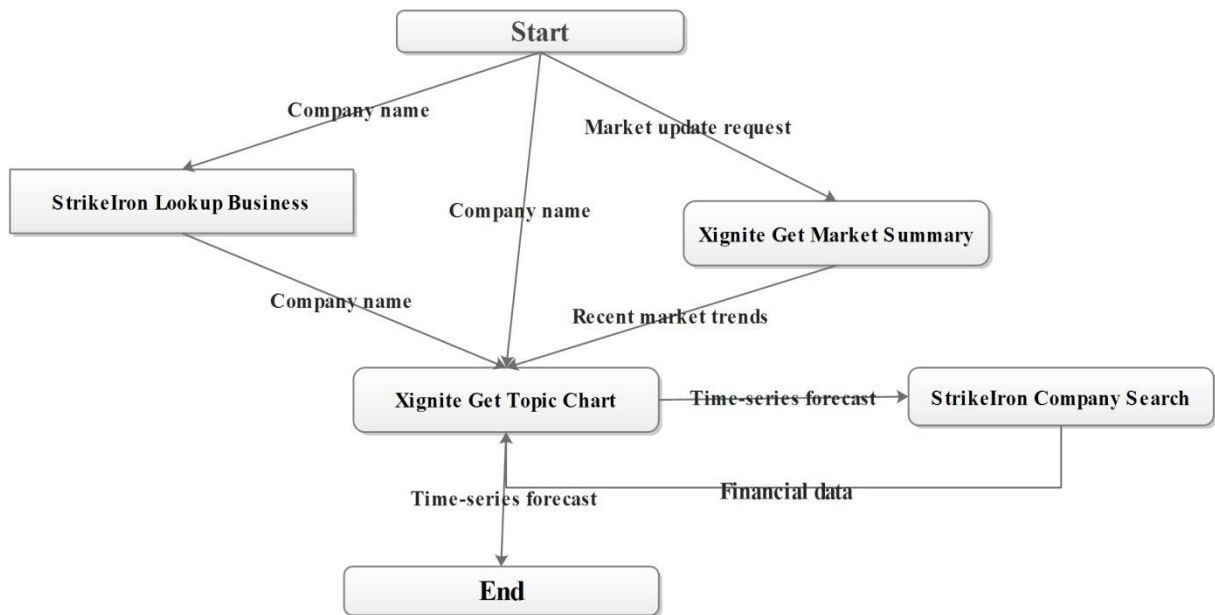 Start
Company name
Market update request
StrikeIron Lookup Business
Company name
Xignite Get Market Summary
Company name
Recent market trends
Xignite Get Topic Chart
Time-series forecast
StrikeIron Company Search
Time-series forecast
Financial data
End